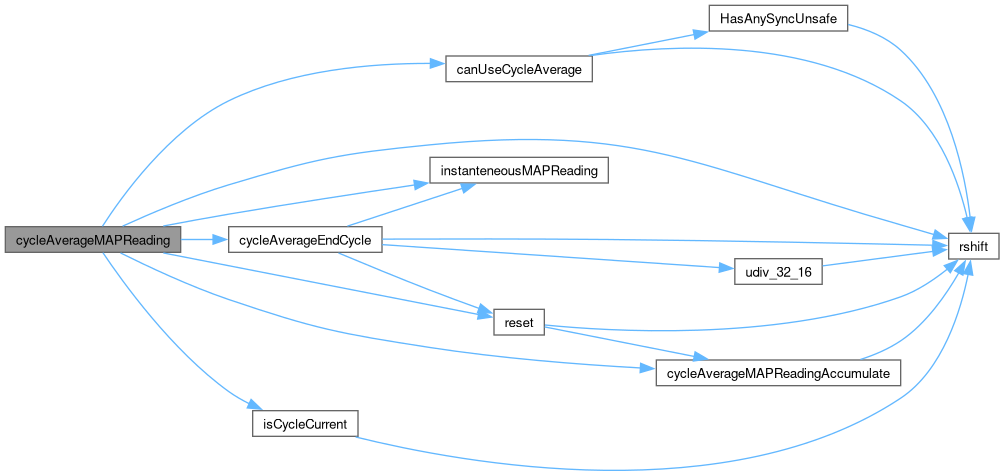 HasAnySyncUnsafe
canUseCycleAverage
instanteneousMAPReading
cycleAverageMAPReading
cycleAverageEndCycle
rshift
udiv_32_16
reset
cycleAverageMAPReadingAccumulate
isCycleCurrent